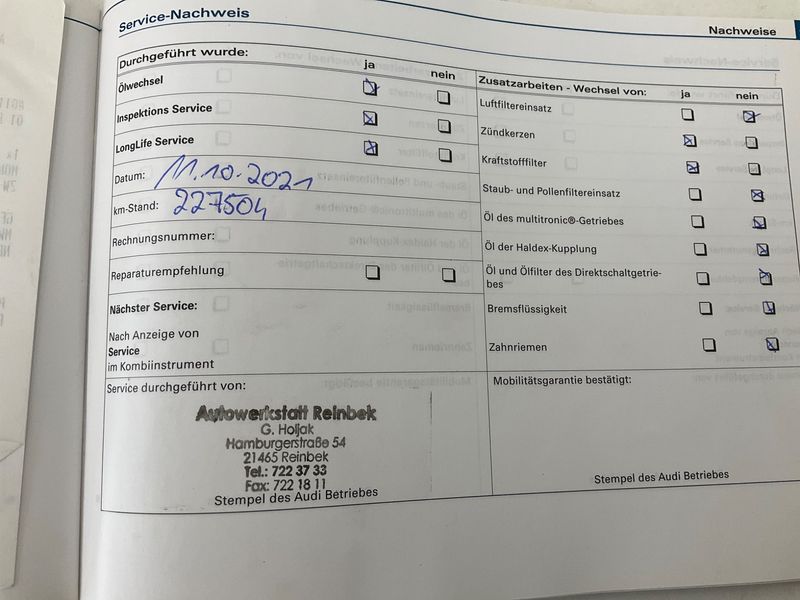 Service-Nachweis
Nachweise
Durchgeführt wurde:
ja
nein
Ölwechsel
Inspektions Service
LongLife Service
Datum: 11.10.2021
km-Stand: 227504
Rechnungsnummer:
Reparaturempfehlung
Nächster Service:
Nach Anzeige von
Service
im Kombiinstrument
Zusatzarbeiten - Wechsel von:
ja
nein
Luftfiltereinsatz
Zündkerzen
Kraftstofffilter
Staub- und Pollenfiltereinsatz
Öl des multitronic®-Getriebes
Öl der Haldex-Kupplung
Öl und Ölfilter des Direktschaltgetrie-
bes
Bremsflüssigkeit
Zahnriemen
Service durchgeführt von:
Autowerkstatt Reinbek
G. Holjak
Hamburgerstraße 54
21465 Reinbek
Tel.: 722 37 33
Fax: 722 18 11
Stempel des Audi Betriebes
Mobilitätsgarantie bestätigt:
Stempel des Audi Betriebes